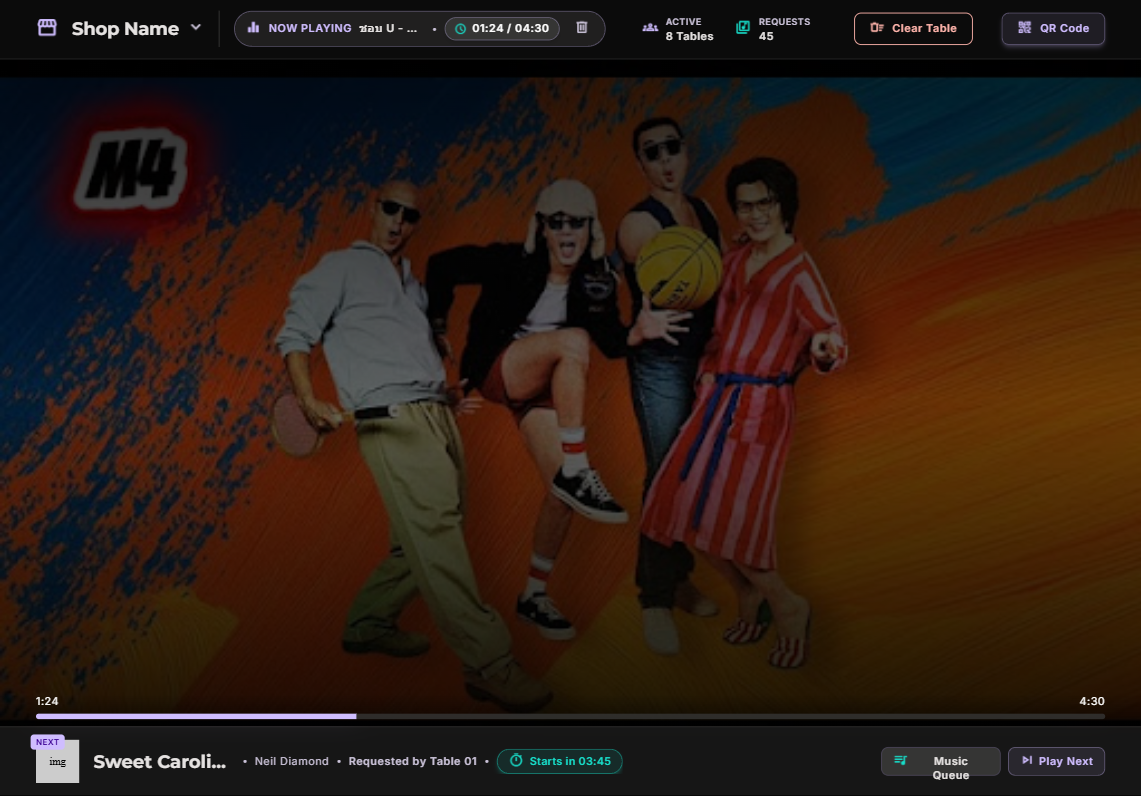 Shop Name
NOW PLAYING ชอบ U - ... • 01:24 / 04:30
ACTIVE
8 Tables
REQUESTS
45
Clear Table
QR Code
M4
1:24
4:30
NEXT
img
Sweet Caroli... • Neil Diamond • Requested by Table 01 • Starts in 03:45
Music
Queue
Play Next